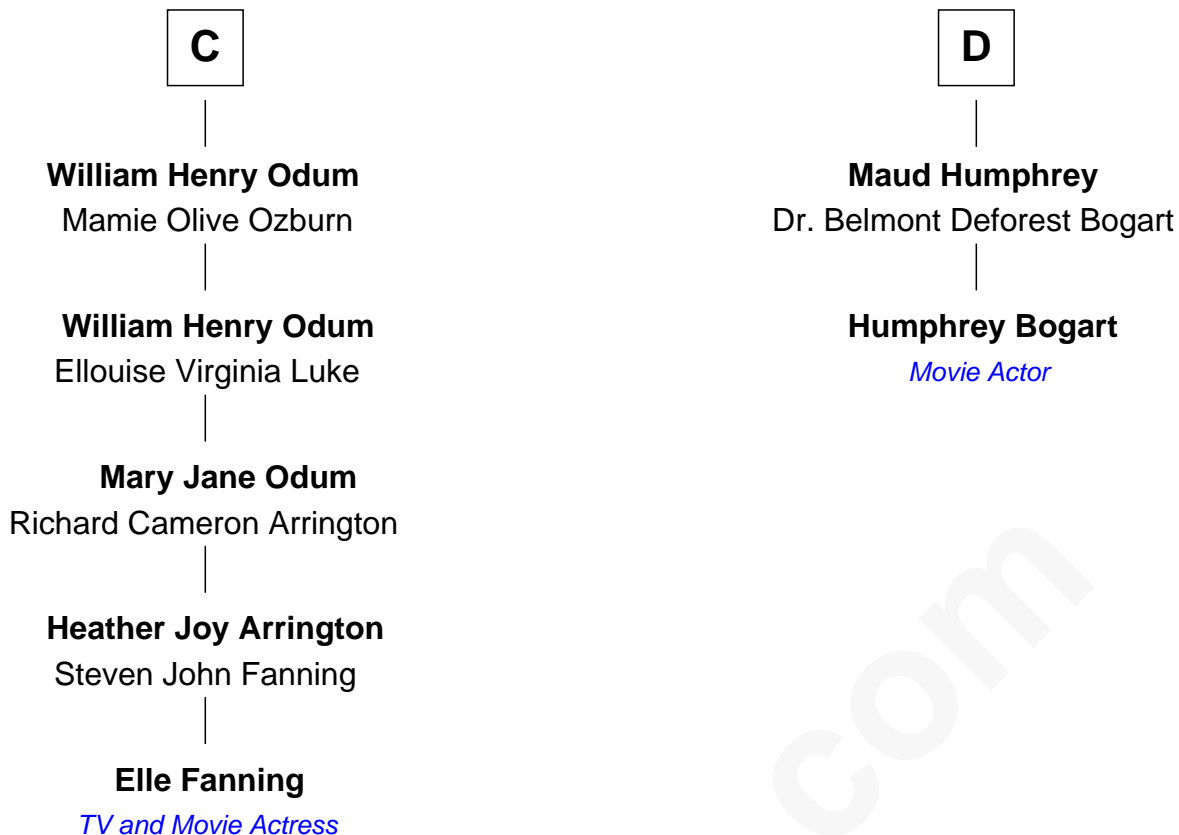 C
William Henry Odum
Mamie Olive Ozburn
William Henry Odum
Ellouise Virginia Luke
Mary Jane Odum
Richard Cameron Arrington
Heather Joy Arrington
Steven John Fanning
Elle Fanning
TV and Movie Actress
D
Maud Humphrey
Dr. Belmont Deforest Bogart
Humphrey Bogart
Movie Actor
com